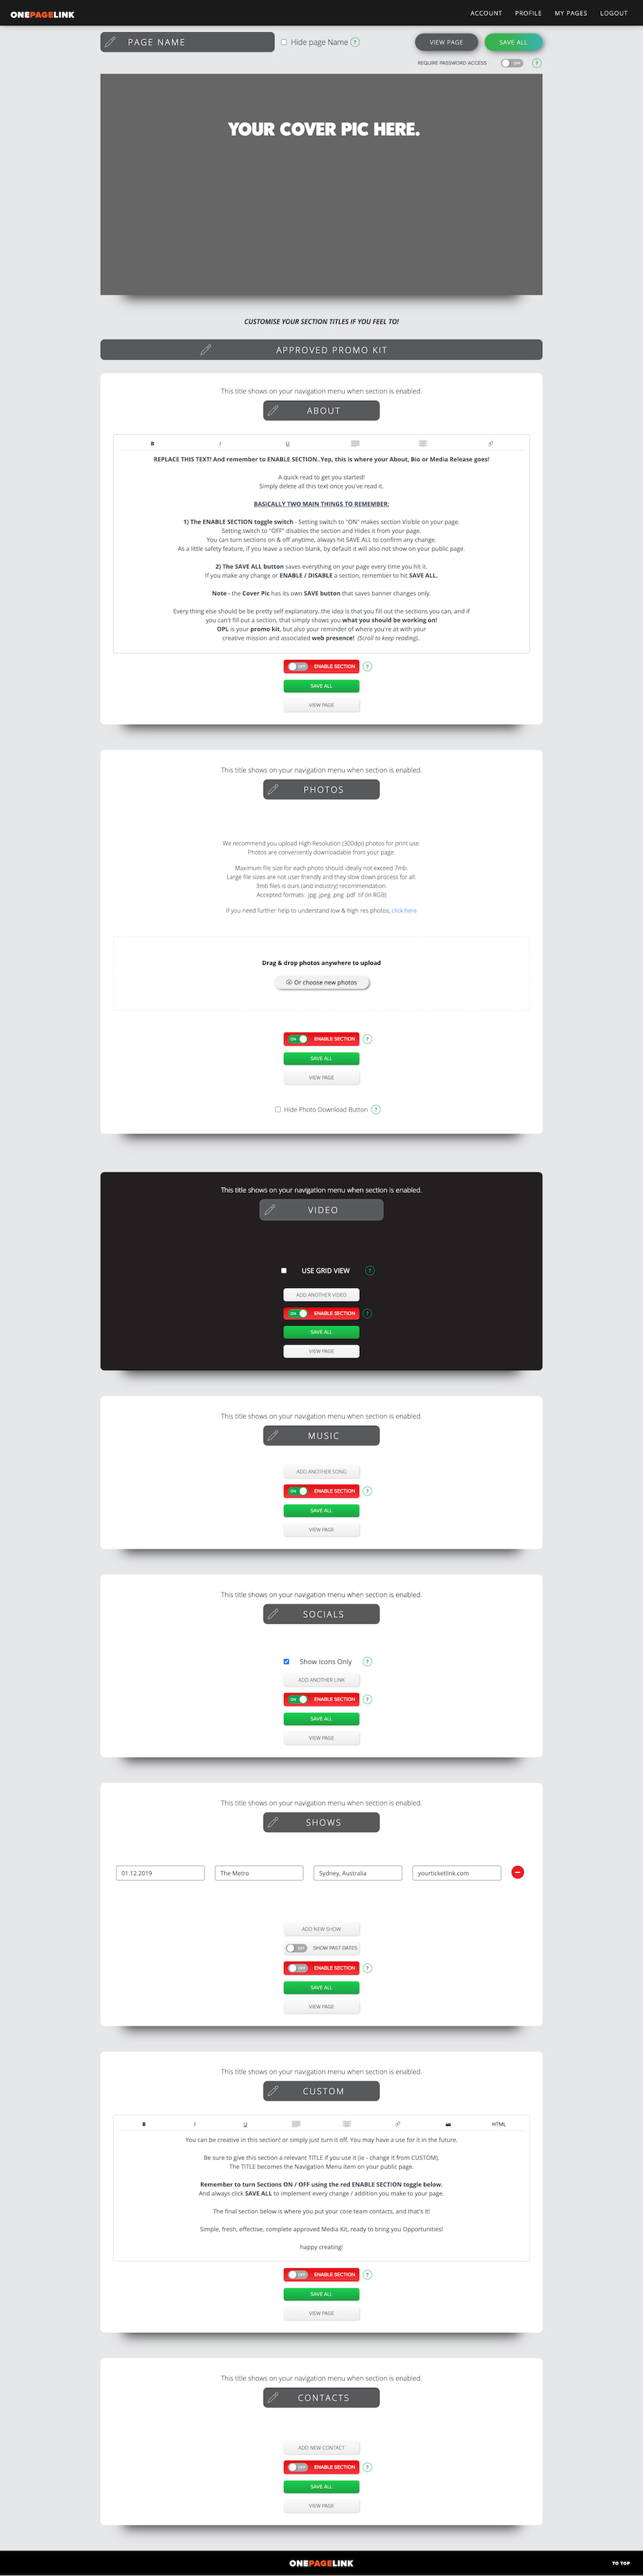 ONEPAGELINK
ACCOUNT PROFILE MY PAGES LOGOUT
PAGE NAME
Hide page Name ?
VIEW PAGE
SAVE ALL
REQUIRE PASSWORD ACCESS OFF ?
YOUR COVER PIC HERE.
CUSTOMISE YOUR SECTION TITLES IF YOU FEEL TO!
APPROVED PROMO KIT
This title shows on your navigation menu when section is enabled.
ABOUT
B I U
REPLACE THIS TEXT! And remember to ENABLE SECTION..Yep, this is where your About, Bio or Media Release goes!
A quick read to get you started!
Simply delete all this text once you've read it.
BASICALLY TWO MAIN THINGS TO REMEMBER:
1) The ENABLE SECTION toggle switch - Setting switch to "ON" makes section Visible on your page.
Setting switch to "OFF" disables the section and Hides it from your page.
You can turn sections on & off anytime, always hit SAVE ALL to confirm any change.
As a little safety feature, if you leave a section blank, by default it will also not show on your public page.
2) The SAVE ALL button saves everything on your page every time you hit it.
If you make any change or ENABLE / DISABLE a section, remember to hit SAVE ALL.
Note - the Cover Pic has its own SAVE button that saves banner changes only.
Every thing else should be be pretty self explanatory..the idea is that you fill out the sections you can, and if
you can't fill out a section, that simply shows you what you should be working on!
OPL is your promo kit, but also your reminder of where you're at with your
creative mission and associated web presence! (Scroll to keep reading)..
OFF ENABLE SECTION ?
SAVE ALL
VIEW PAGE
This title shows on your navigation menu when section is enabled.
PHOTOS
We recommend you upload High Resolution (300dpi) photos for print use.
Photos are conveniently downloadable from your page.
Maximum file size for each photo should ideally not exceed 7mb.
Large file sizes are not user friendly and they slow down process for all.
3mb files is ours (and industry) recommendation.
Accepted formats: .jpg .jpeg .png .pdf .tif (in RGB)
If you need further help to understand low & high res photos, click here
Drag & drop photos anywhere to upload
Or choose new photos
ON ENABLE SECTION ?
SAVE ALL
VIEW PAGE
Hide Photo Download Button ?
This title shows on your navigation menu when section is enabled.
VIDEO
USE GRID VIEW ?
ADD ANOTHER VIDEO
ON ENABLE SECTION ?
SAVE ALL
VIEW PAGE
This title shows on your navigation menu when section is enabled.
MUSIC
ADD ANOTHER SONG
ON ENABLE SECTION ?
SAVE ALL
VIEW PAGE
This title shows on your navigation menu when section is enabled.
SOCIALS
Show Icons Only ?
ADD ANOTHER LINK
ON ENABLE SECTION ?
SAVE ALL
VIEW PAGE
This title shows on your navigation menu when section is enabled.
SHOWS
01.12.2019 The Metro Sydney, Australia yourticketlink.com
ADD NEW SHOW
OFF SHOW PAST DATES
OFF ENABLE SECTION ?
SAVE ALL
VIEW PAGE
This title shows on your navigation menu when section is enabled.
CUSTOM
B I U HTML
You can be creative in this section! or simply just turn it off. You may have a use for it in the future.
Be sure to give this section a relevant TITLE if you use it (ie - change it from CUSTOM).
The TITLE becomes the Navigation Menu item on your public page.
Remember to turn Sections ON / OFF using the red ENABLE SECTION toggle below.
And always click SAVE ALL to implement every change / addition you make to your page.
The final section below is where you put your core team contacts, and that's it!
Simple, fresh, effective, complete approved Media Kit, ready to bring you Opportunities!
happy creating!
OFF ENABLE SECTION ?
SAVE ALL
VIEW PAGE
This title shows on your navigation menu when section is enabled.
CONTACTS
ADD NEW CONTACT
OFF ENABLE SECTION ?
SAVE ALL
VIEW PAGE
ONEPAGELINK
TO TOP